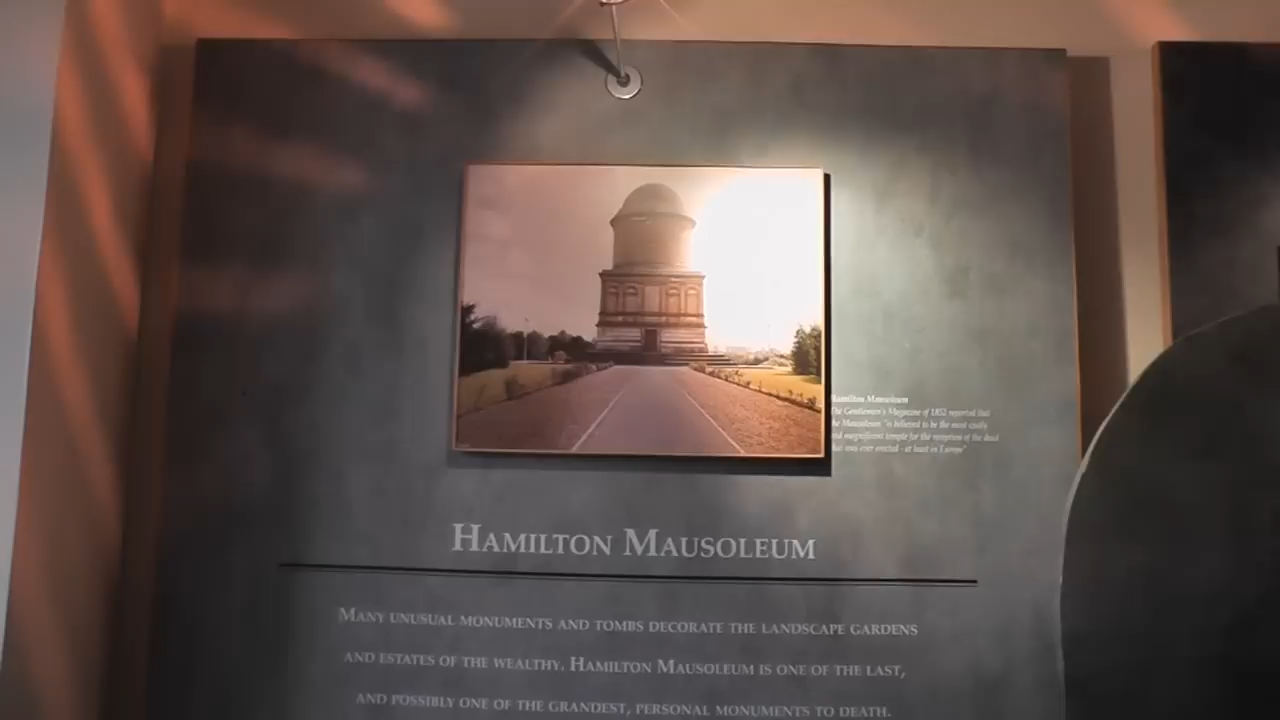 Hamilton Mausoleum
The Gentleman's Magazine of 1852 reported that
the Mausoleum "is believed to be the most costly
and magnificent temple for the reception of the dead
that was ever erected - at least in Europe"
HAMILTON MAUSOLEUM
MANY UNUSUAL MONUMENTS AND TOMBS DECORATE THE LANDSCAPE GARDENS
AND ESTATES OF THE WEALTHY. HAMILTON MAUSOLEUM IS ONE OF THE LAST,
AND POSSIBLY ONE OF THE GRANDEST, PERSONAL MONUMENTS TO DEATH.